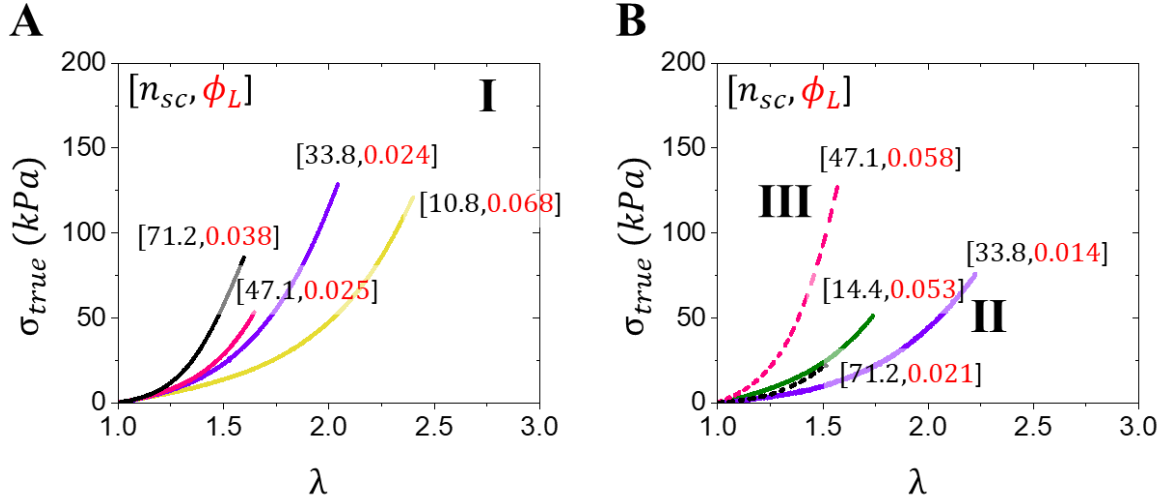 A
B
200
150
100
50
0
σ_true (kPa)
[n_sc,ϕ_L]
I
[33.8,0.024]
[10.8,0.068]
[71.2,0.038]
[47.1,0.025]
1.0
1.5
2.0
2.5
3.0
λ
200
150
100
50
0
σ_true (kPa)
[n_sc,ϕ_L]
[47.1,0.058]
III
[33.8,0.014]
[14.4,0.053]
II
[71.2,0.021]
1.0
1.5
2.0
2.5
3.0
λ